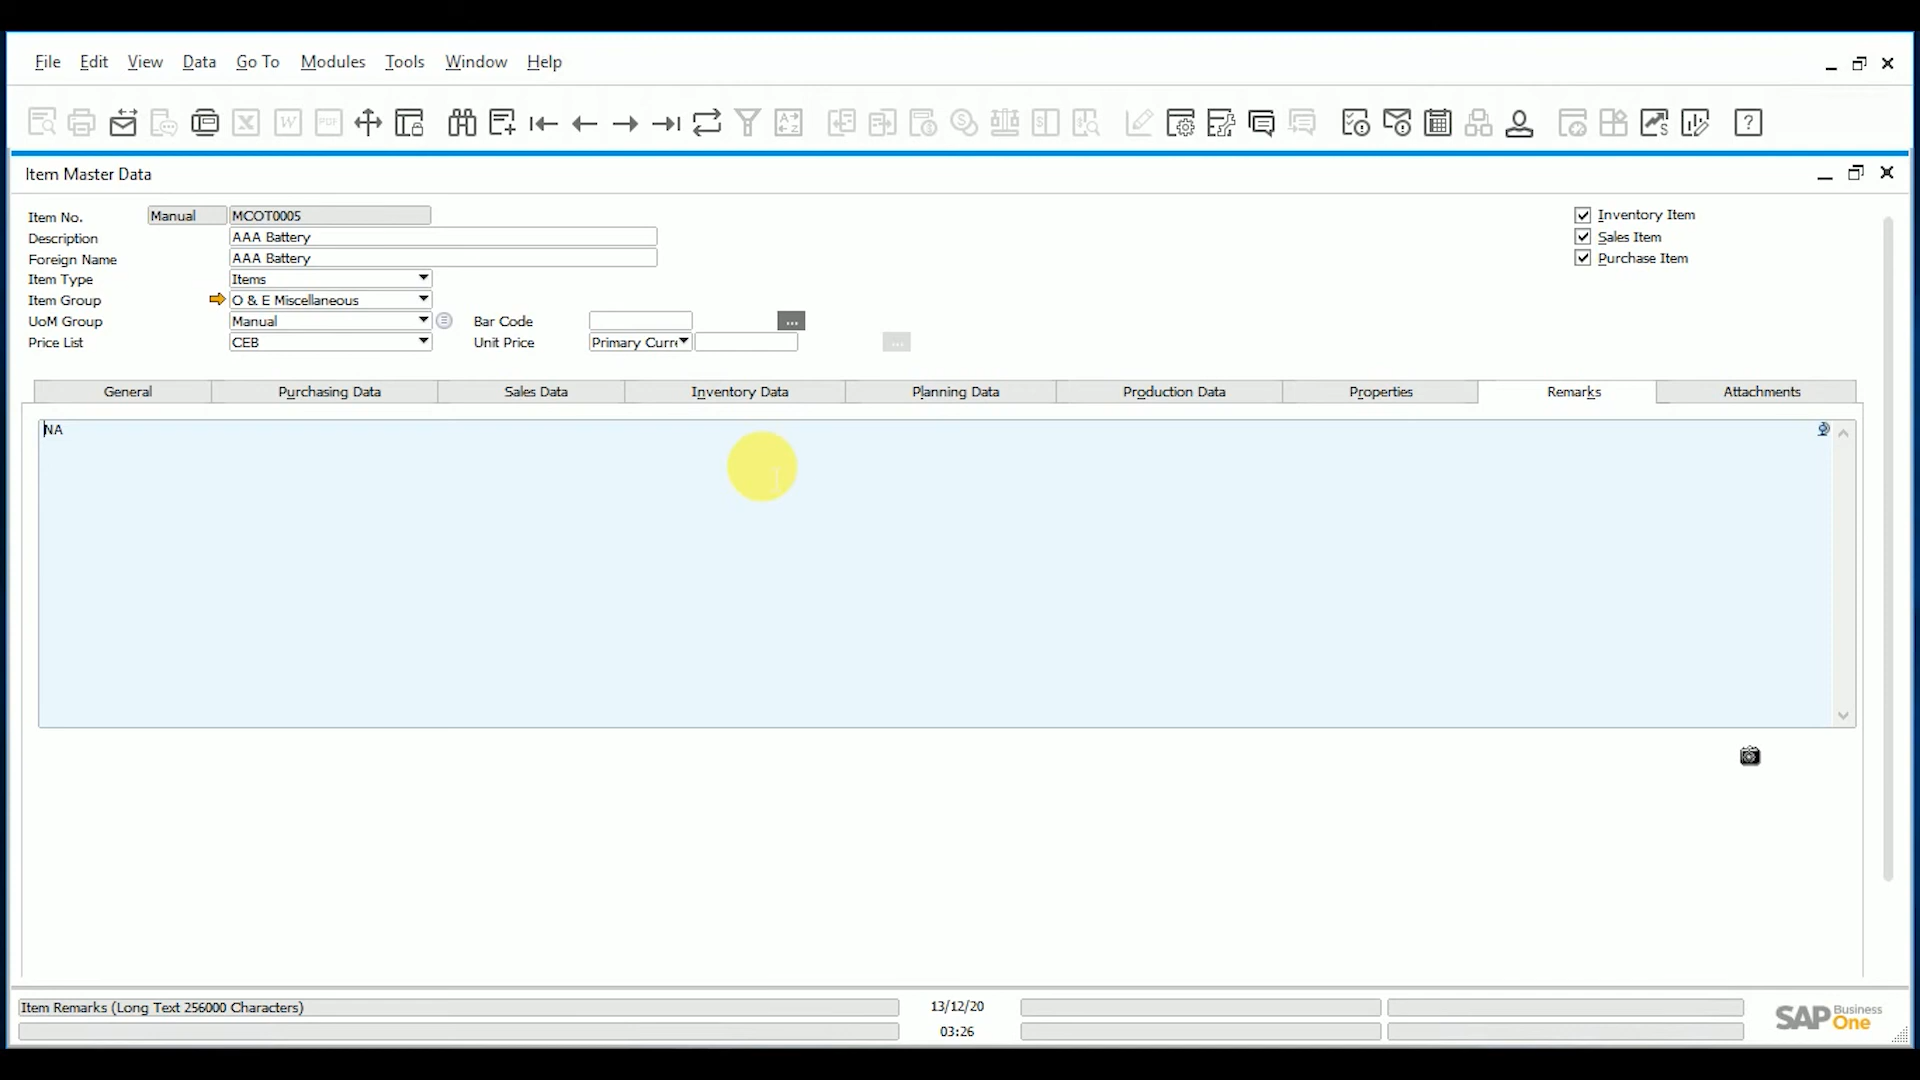 File Edit View Data Go To Modules Tools Window Help
Item Master Data
Item No. Manual MCOT0005
Description AAA Battery
Foreign Name AAA Battery
Item Type Items
Item Group O & E Miscellaneous
UoM Group Manual Bar Code ...
Price List CEB Unit Price Primary Curre ...
Inventory Item
Sales Item
Purchase Item
General Purchasing Data Sales Data Inventory Data Planning Data Production Data Properties Remarks Attachments
NA
Item Remarks (Long Text 256000 Characters) 13/12/20
03:26
SAP Business One